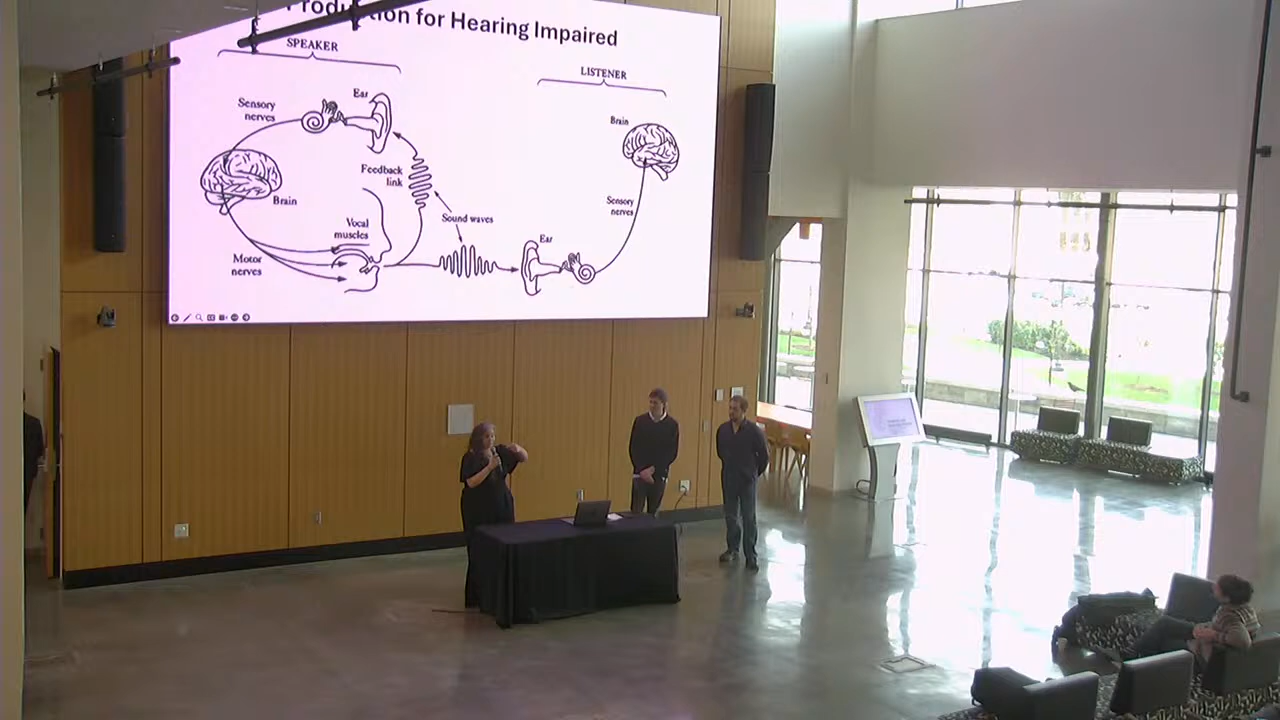 Production for Hearing Impaired
SPEAKER
LISTENER
Ear
Sensory
nerves
Brain
Feedback
link
Brain
Sensory
nerves
Vocal
muscles
Sound waves
Ear
Motor
nerves